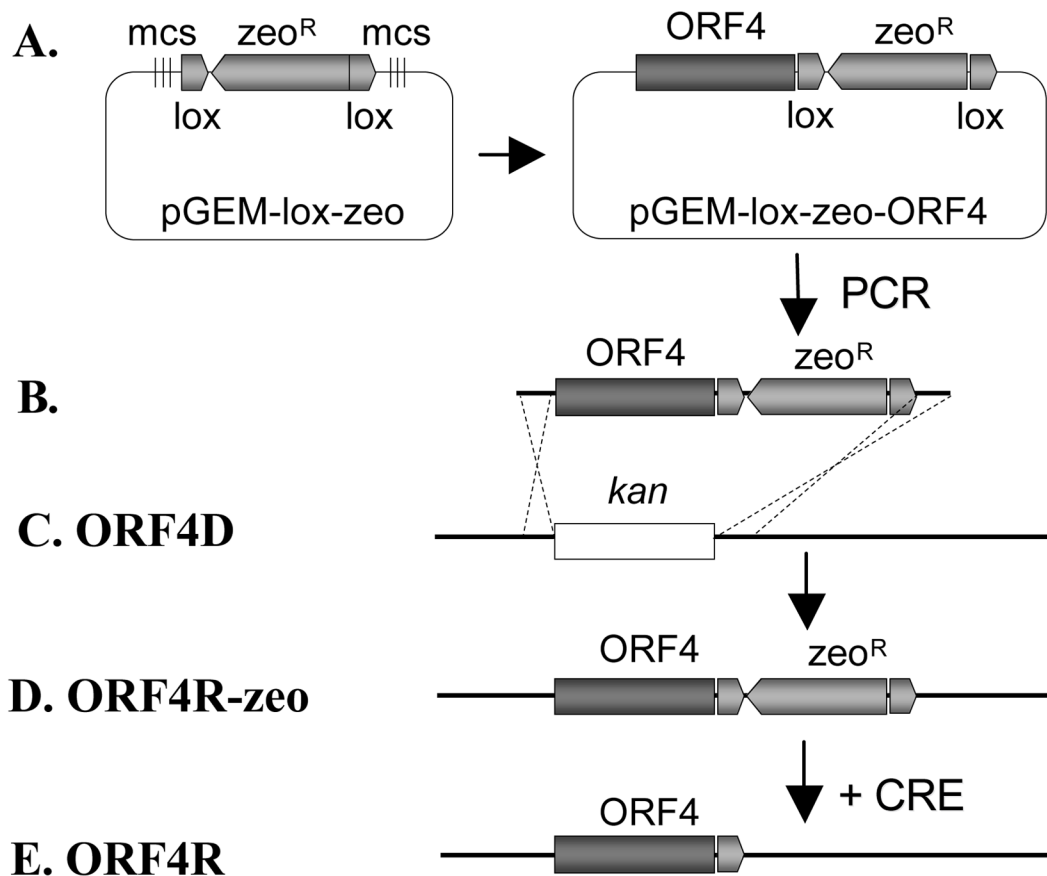 A.
mcs zeoR mcs
lox lox
pGEM-lox-zeo
ORF4 zeoR
lox lox
pGEM-lox-zeo-ORF4
PCR
B.
ORF4 zeoR
C. ORF4D
kan
D. ORF4R-zeo
ORF4 zeoR
+ CRE
E. ORF4R
ORF4